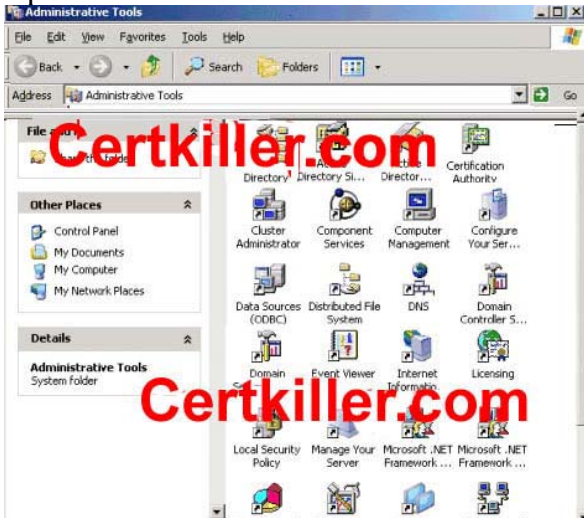 Administrative Tools
File Edit View Favorites Tools Help
Back Search Folders
Address Administrative Tools Go
File and
Certkiller.com
Directory Directory Si... Director... Certification Authority
Other Places
Control Panel
My Documents
My Computer
My Network Places
Cluster Administrator
Component Services
Computer Management
Configure Your Ser...
Data Sources (ODBC)
Distributed File System
DNS
Domain Controller S...
Details
Administrative Tools
System folder
Domain
Event Viewer
Internet
Licensing
Certkiller.com
Local Security Policy
Manage Your Server
Microsoft .NET Framework ...
Microsoft .NET Framework ...